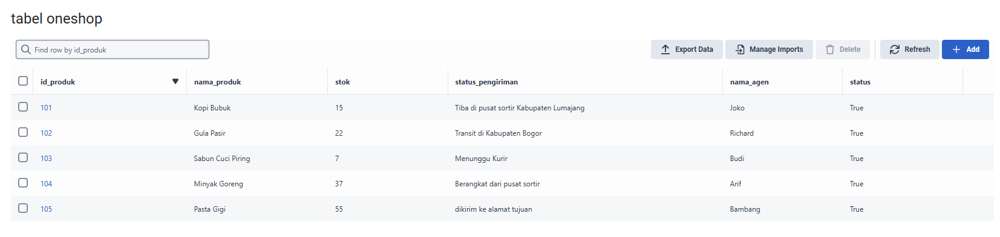 tabel oneshop
Find row by id_produk
Export Data Manage Imports Delete Refresh + Add
id_produk nama_produk stok status_pengiriman nama_agen status
101 Kopi Bubuk 15 Tiba di pusat sortir Kabupaten Lumajang Joko True
102 Gula Pasir 22 Transit di Kabupaten Bogor Richard True
103 Sabun Cuci Piring 7 Menunggu Kurir Budi True
104 Minyak Goreng 37 Berangkat dari pusat sortir Arif True
105 Pasta Gigi 55 dikirim ke alamat tujuan Bambang True